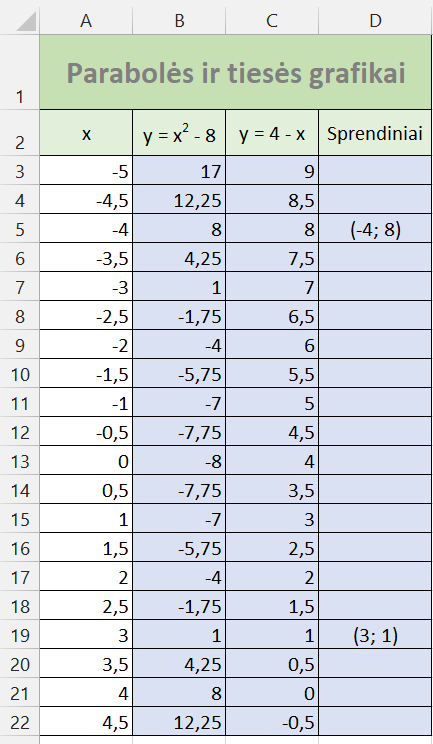 A B C D
1 Parabolės ir tiesės grafikai
2 x y = x² - 8 y = 4 - x Sprendiniai
3 -5 17 9
4 -4,5 12,25 8,5
5 -4 8 8 (-4; 8)
6 -3,5 4,25 7,5
7 -3 1 7
8 -2,5 -1,75 6,5
9 -2 -4 6
10 -1,5 -5,75 5,5
11 -1 -7 5
12 -0,5 -7,75 4,5
13 0 -8 4
14 0,5 -7,75 3,5
15 1 -7 3
16 1,5 -5,75 2,5
17 2 -4 2
18 2,5 -1,75 1,5
19 3 1 1 (3; 1)
20 3,5 4,25 0,5
21 4 8 0
22 4,5 12,25 -0,5